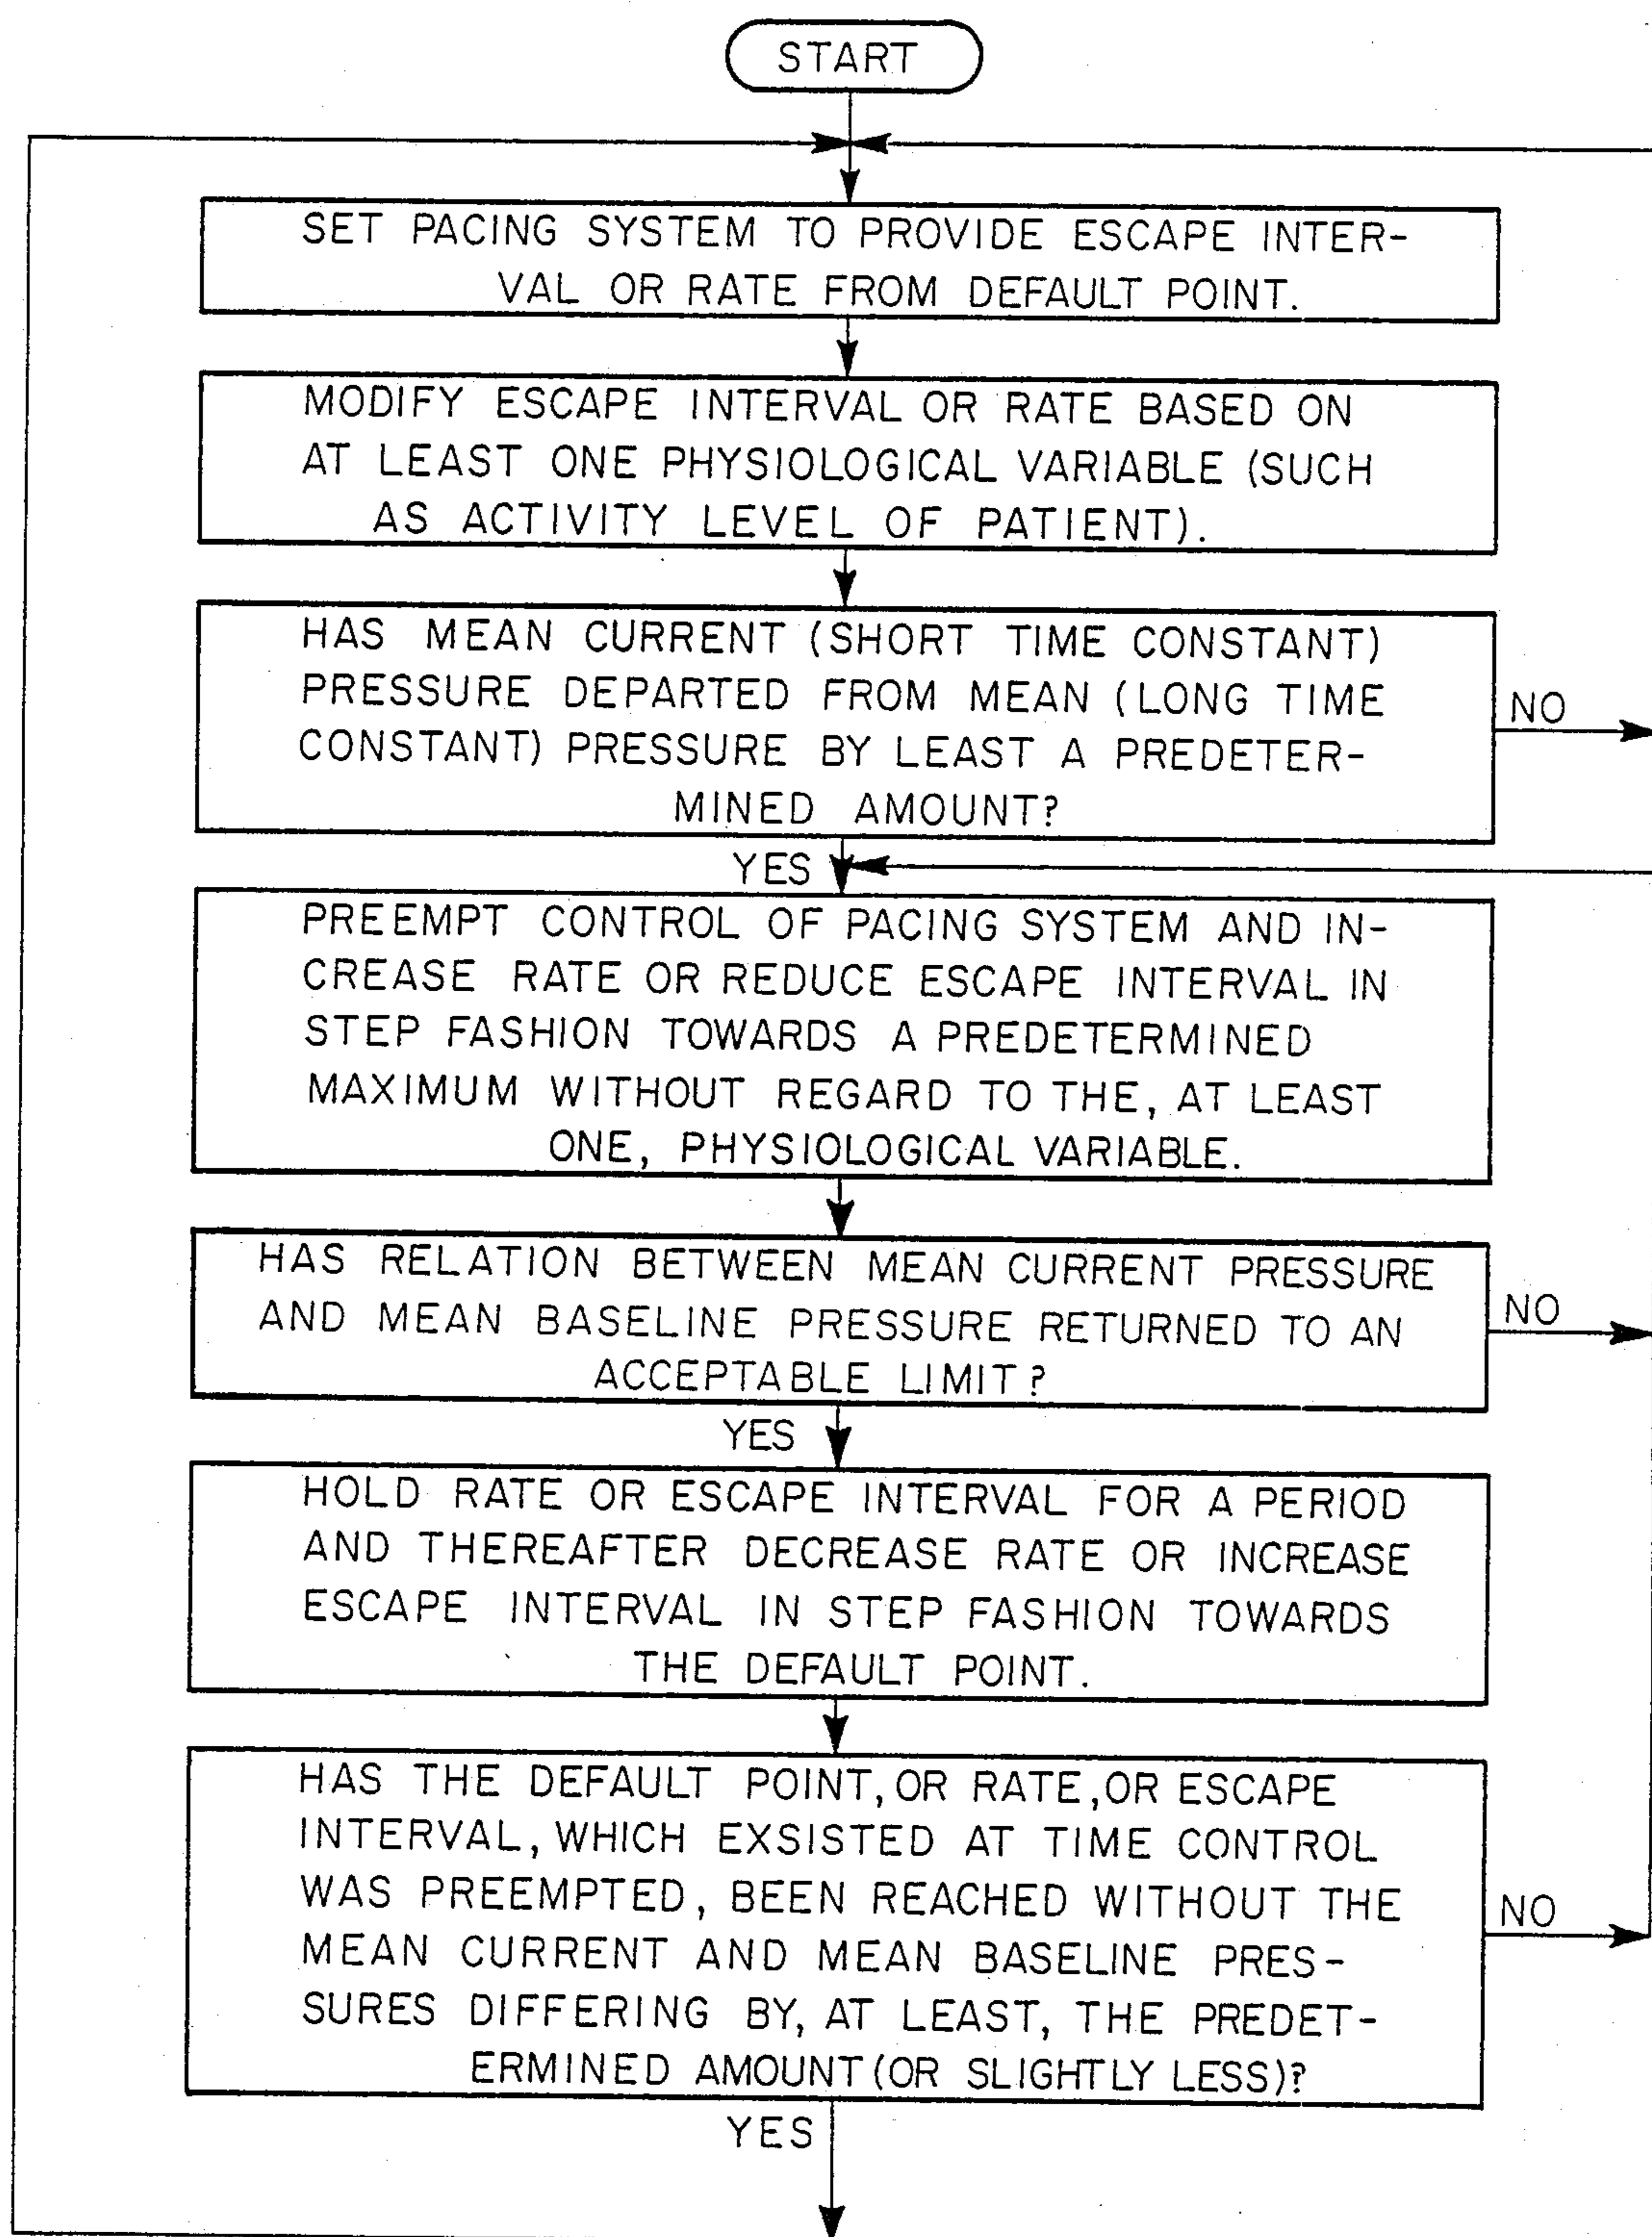 START
SET PACING SYSTEM TO PROVIDE ESCAPE INTER-
VAL OR RATE FROM DEFAULT POINT.
MODIFY ESCAPE INTERVAL OR RATE BASED ON
AT LEAST ONE PHYSIOLOGICAL VARIABLE (SUCH
AS ACTIVITY LEVEL OF PATIENT).
HAS MEAN CURRENT (SHORT TIME CONSTANT)
PRESSURE DEPARTED FROM MEAN (LONG TIME
CONSTANT) PRESSURE BY LEAST A PREDETER-
MINED AMOUNT?
NO
YES
PREEMPT CONTROL OF PACING SYSTEM AND IN-
CREASE RATE OR REDUCE ESCAPE INTERVAL IN
STEP FASHION TOWARDS A PREDETERMINED
MAXIMUM WITHOUT REGARD TO THE, AT LEAST
ONE, PHYSIOLOGICAL VARIABLE.
HAS RELATION BETWEEN MEAN CURRENT PRESSURE
AND MEAN BASELINE PRESSURE RETURNED TO AN
ACCEPTABLE LIMIT?
NO
YES
HOLD RATE OR ESCAPE INTERVAL FOR A PERIOD
AND THEREAFTER DECREASE RATE OR INCREASE
ESCAPE INTERVAL IN STEP FASHION TOWARDS
THE DEFAULT POINT.
HAS THE DEFAULT POINT, OR RATE, OR ESCAPE
INTERVAL, WHICH EXSISTED AT TIME CONTROL
WAS PREEMPTED, BEEN REACHED WITHOUT THE
MEAN CURRENT AND MEAN BASELINE PRES-
SURES DIFFERING BY, AT LEAST, THE PREDET-
ERMINED AMOUNT (OR SLIGHTLY LESS)?
NO
YES